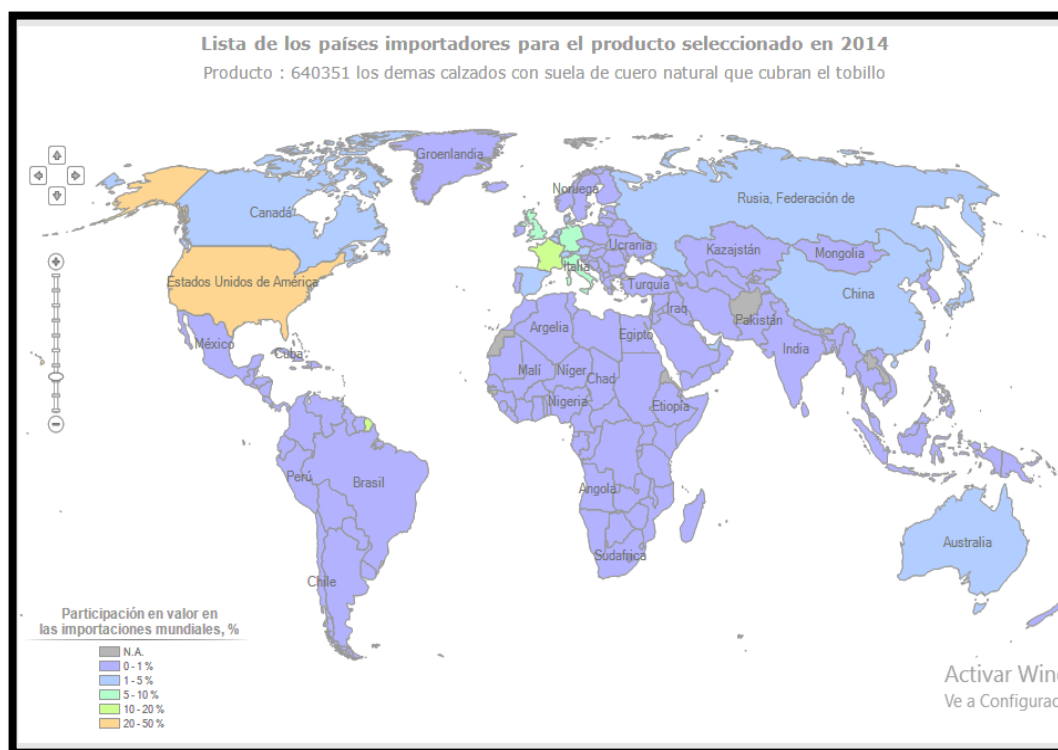 Lista de los países importadores para el producto seleccionado en 2014
Producto : 640351 los demas calzados con suela de cuero natural que cubran el tobillo
Groenlandia
Noruega
Canadá
Rusia, Federación de
Ucrania
Kazajstán
Mongolia
Italia
Estados Unidos de América
Turquia
China
Iraq
Pakistán
Argelia
Egipto
México
Cuba
India
Malí
Níger
Chad
Nigeria
Etiopía
Perú
Brasil
Angola
Australia
Sudafrica
Chile
Participación en valor en
las importaciones mundiales, %
N.A.
0 - 1 %
1 - 5 %
5 - 10 %
10 - 20 %
20 - 50 %
Activar Wind
Ve a Configurac